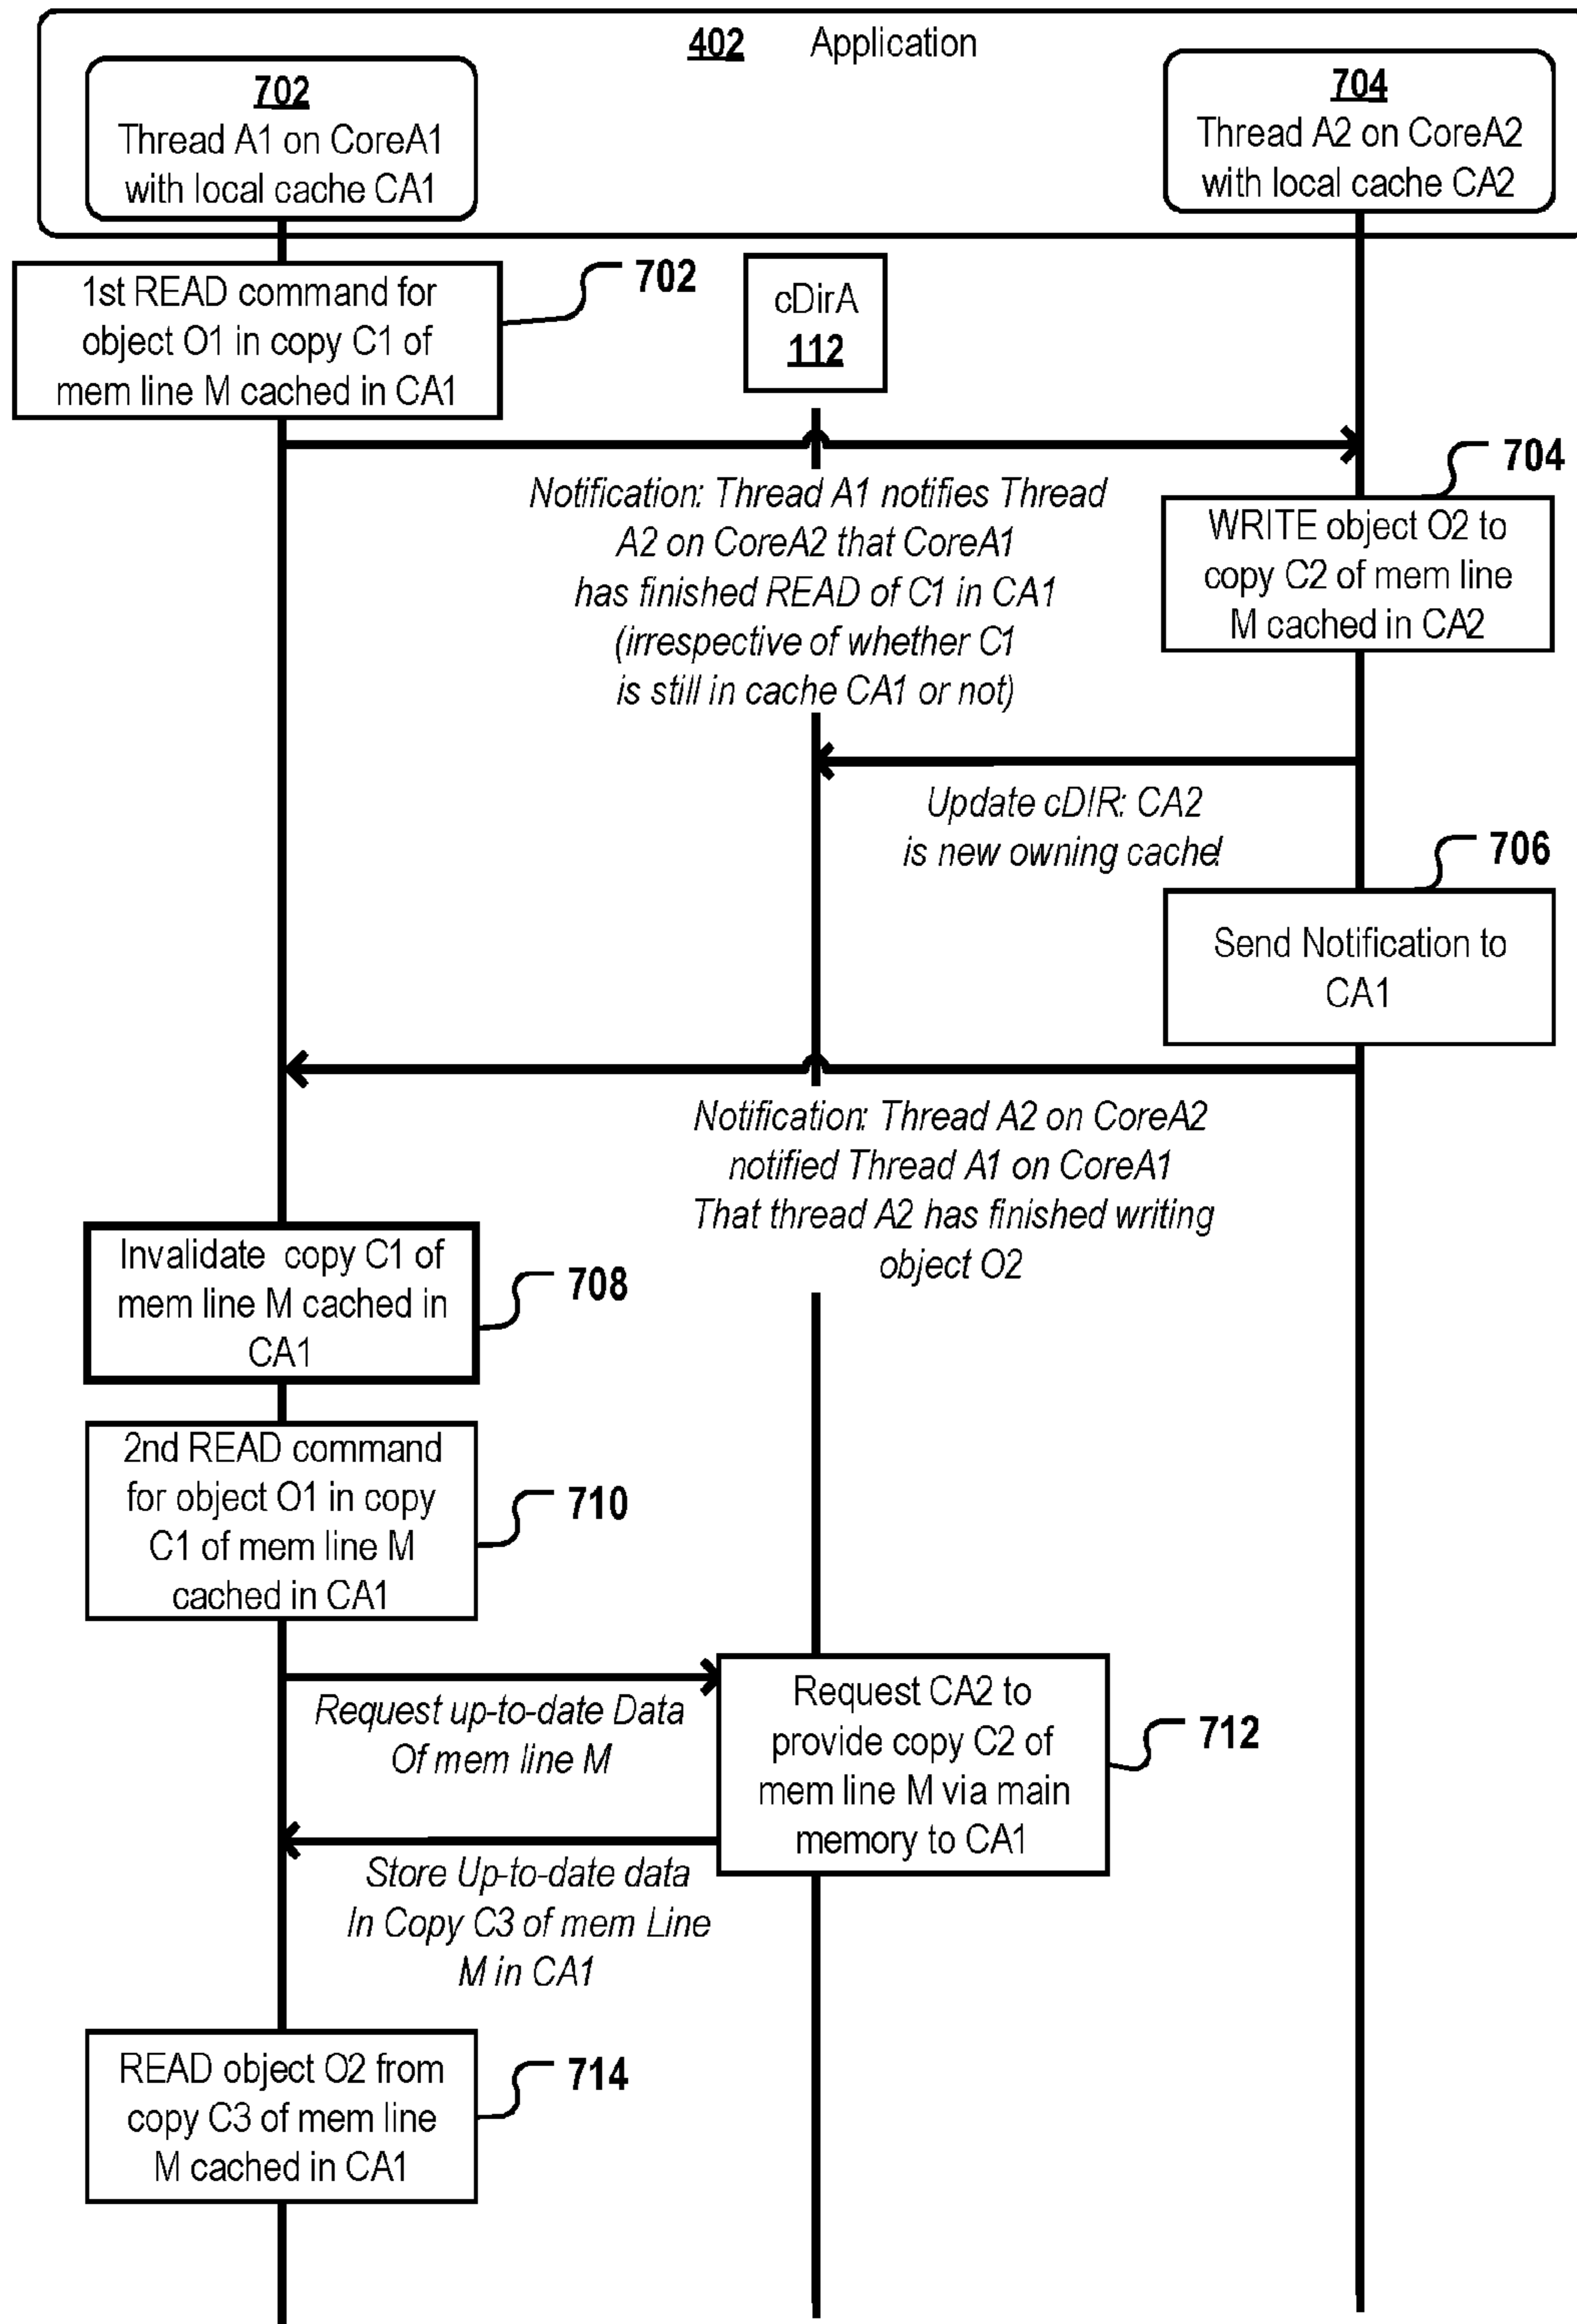 402 Application
702
Thread A1 on CoreA1
with local cache CA1
704
Thread A2 on CoreA2
with local cache CA2
1st READ command for
object O1 in copy C1 of
mem line M cached in CA1
702
cDirA
112
Notification: Thread A1 notifies Thread
A2 on CoreA2 that CoreA1
has finished READ of C1 in CA1
(irrespective of whether C1
is still in cache CA1 or not)
704
WRITE object O2 to
copy C2 of mem line
M cached in CA2
Update cDIR: CA2
is new owning cache!
706
Send Notification to
CA1
Notification: Thread A2 on CoreA2
notified Thread A1 on CoreA1
That thread A2 has finished writing
object O2
Invalidate copy C1 of
mem line M cached in
CA1
708
2nd READ command
for object O1 in copy
C1 of mem line M
cached in CA1
710
Request up-to-date Data
Of mem line M
Request CA2 to
provide copy C2 of
mem line M via main
memory to CA1
712
Store Up-to-date data
In Copy C3 of mem Line
M in CA1
READ object O2 from
copy C3 of mem line
M cached in CA1
714